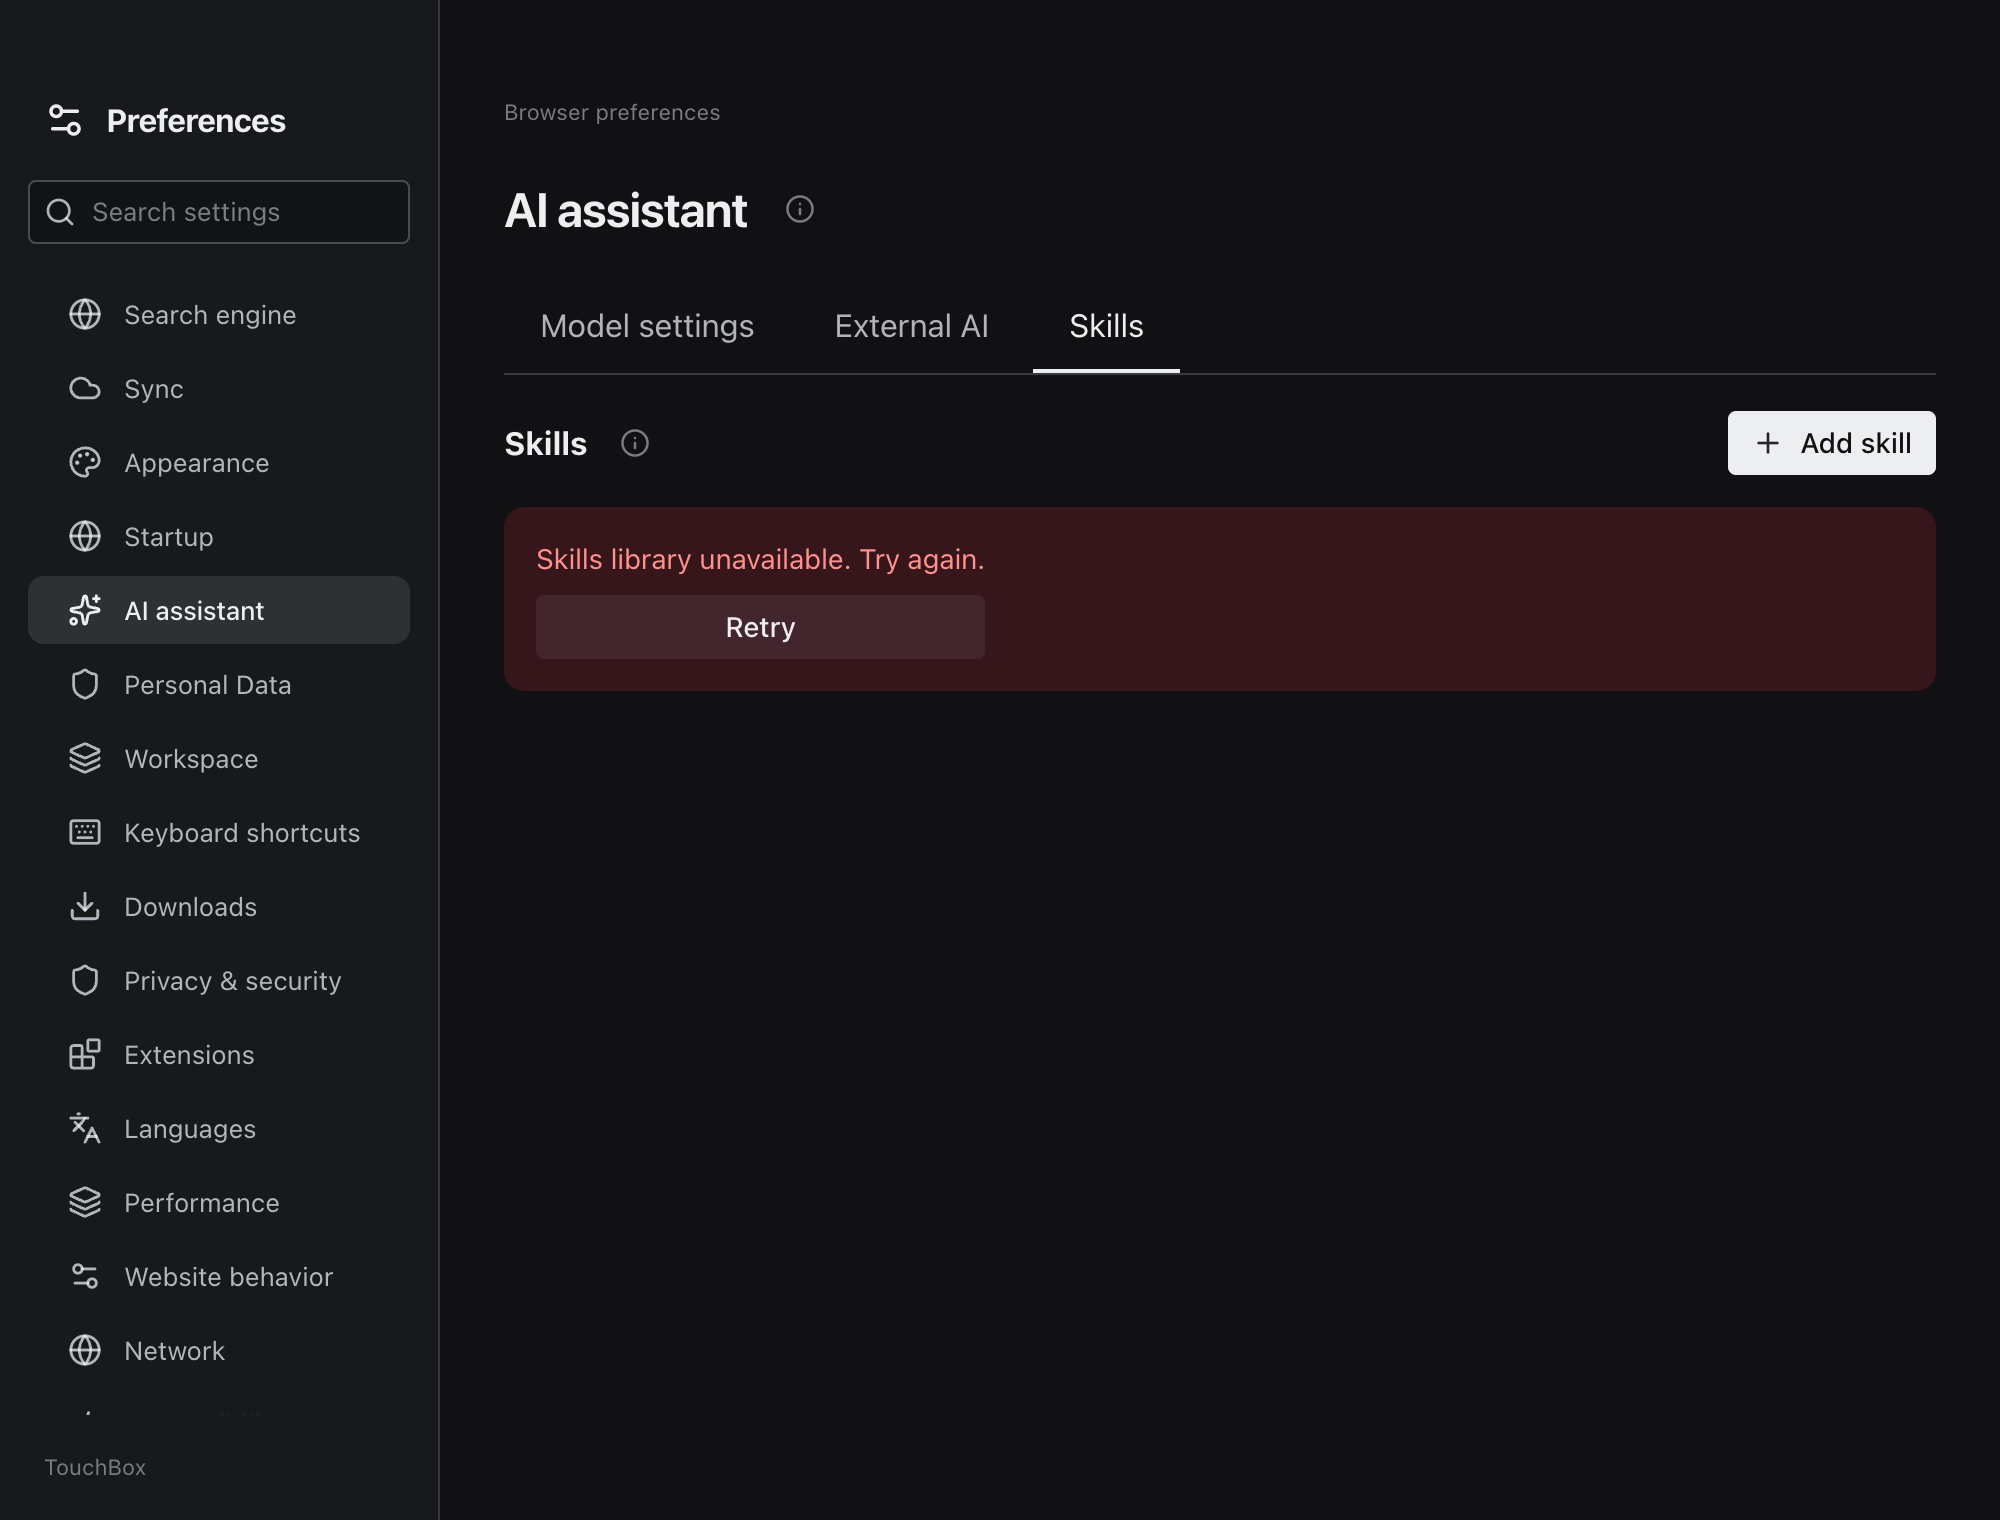 Preferences
Search settings
Search engine
Sync
Appearance
Startup
AI assistant
Personal Data
Workspace
Keyboard shortcuts
Downloads
Privacy & security
Extensions
Languages
Performance
Website behavior
Network
TouchBox
Browser preferences
AI assistant
Model settings
External AI
Skills
Skills
Add skill
Skills library unavailable. Try again.
Retry